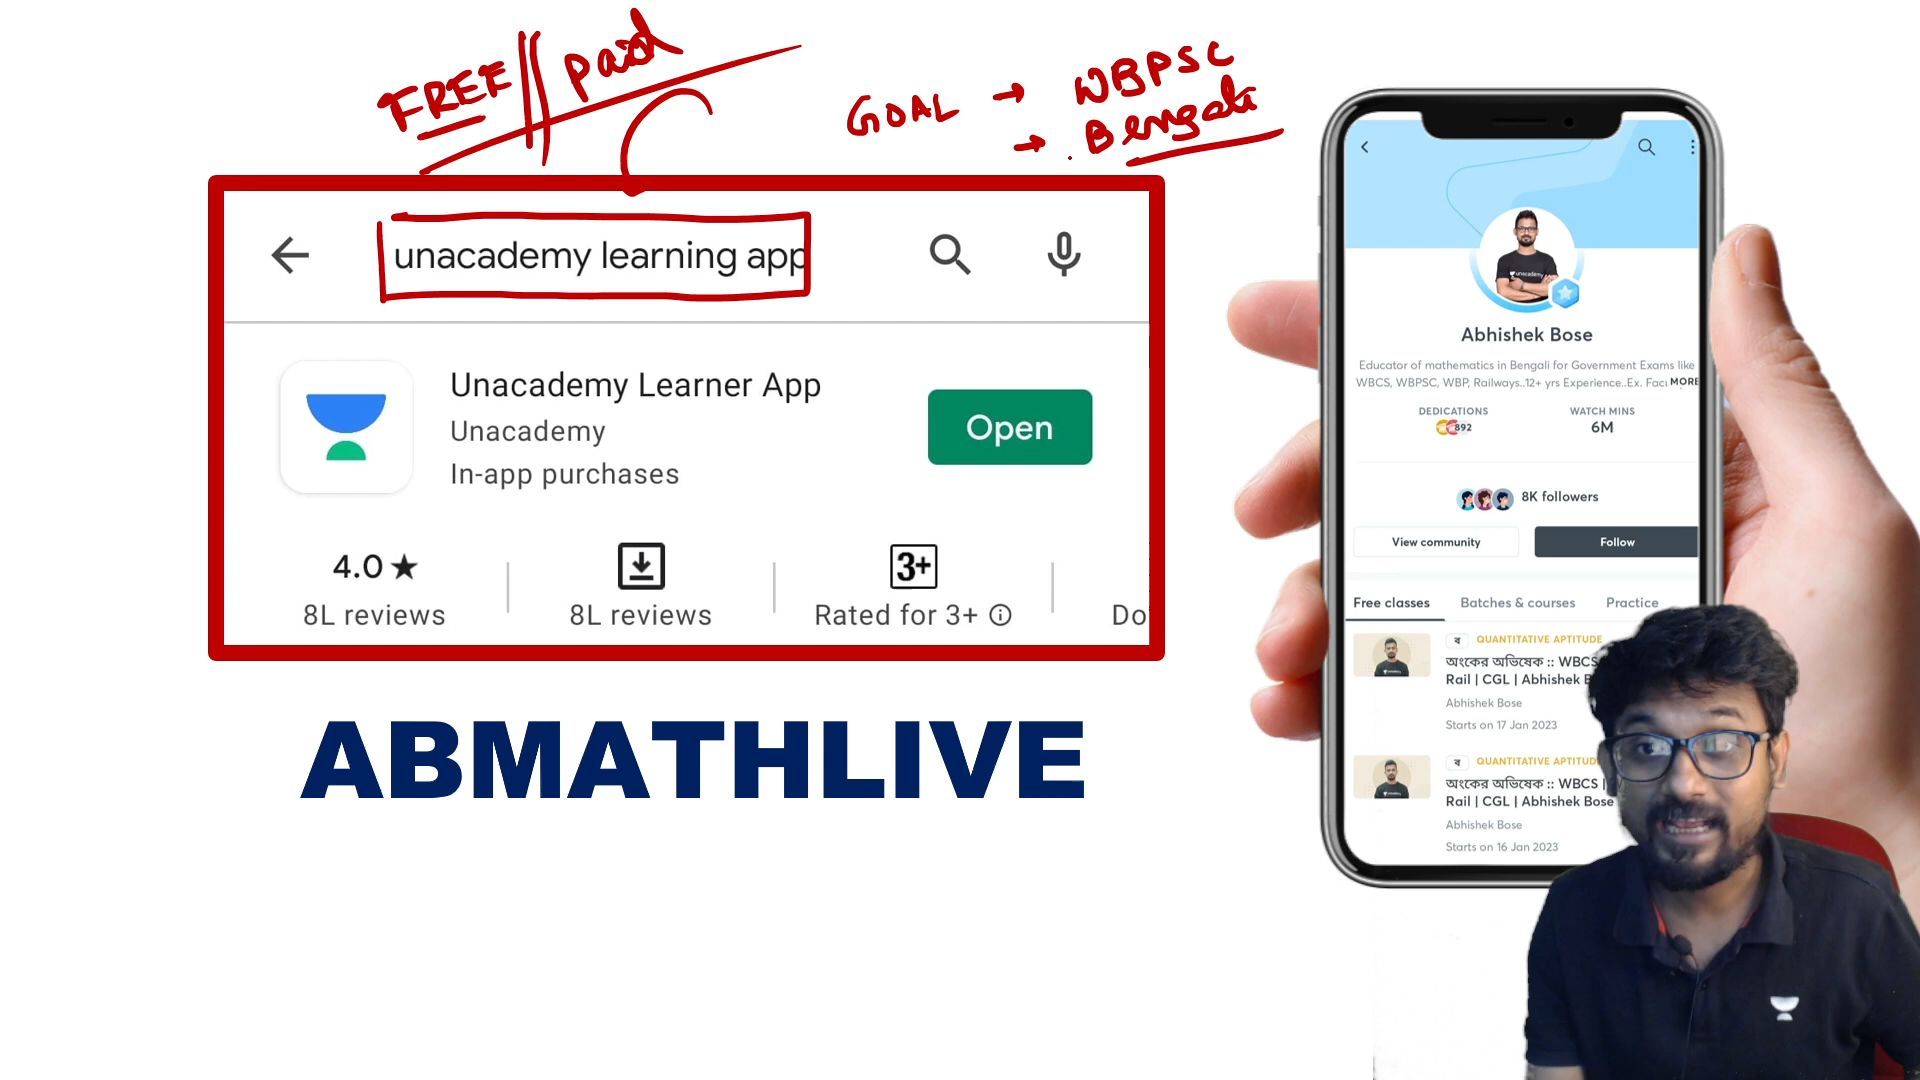 FREE || paid
GOAL → WBPSC
→ Bengali
unacademy learning app
Unacademy Learner App
Unacademy
In-app purchases
Open
4.0 ★
8L reviews
8L reviews
3+
Rated for 3+
Do
ABMATHLIVE
Abhishek Bose
Educator of mathematics in Bengali for Government Exams like
WBCS, WBPSC, WBP, Railways..12+ yrs Experience..Ex. Facu MORE
DEDICATIONS WATCH MINS
892 6M
8K followers
View community Follow
Free classes Batches & courses Practice
ব QUANTITATIVE APTITUDE
অংকের অভিষেক :: WBCS
Rail | CGL | Abhishek B
Abhishek Bose
Starts on 17 Jan 2023
ব QUANTITATIVE APTITUD
অংকের অভিষেক :: WBCS |
Rail | CGL | Abhishek Bose
Abhishek Bose
Starts on 16 Jan 2023